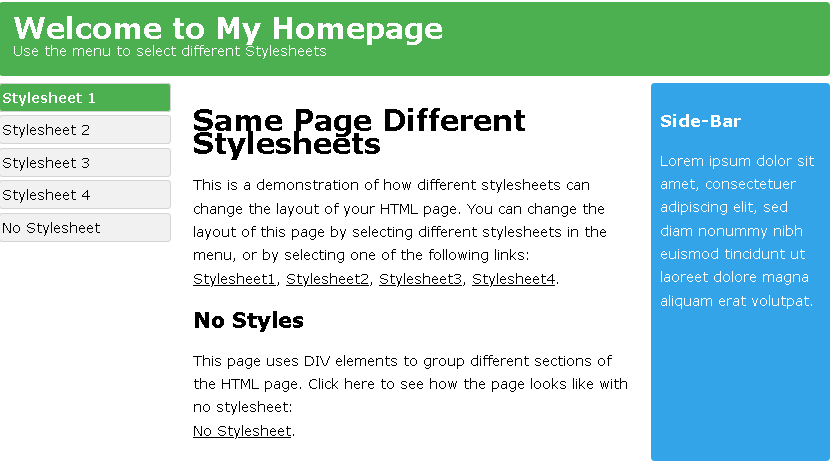 Welcome to My Homepage
Use the menu to select different Stylesheets
Stylesheet 1
Stylesheet 2
Stylesheet 3
Stylesheet 4
No Stylesheet
Same Page Different
Stylesheets
This is a demonstration of how different stylesheets can
change the layout of your HTML page. You can change the
layout of this page by selecting different stylesheets in the
menu, or by selecting one of the following links:
Stylesheet1, Stylesheet2, Stylesheet3, Stylesheet4.
No Styles
This page uses DIV elements to group different sections of
the HTML page. Click here to see how the page looks like with
no stylesheet:
No Stylesheet.
Side-Bar
Lorem ipsum dolor sit
amet, consectetuer
adipiscing elit, sed
diam nonummy nibh
euismod tincidunt ut
laoreet dolore magna
aliquam erat volutpat.